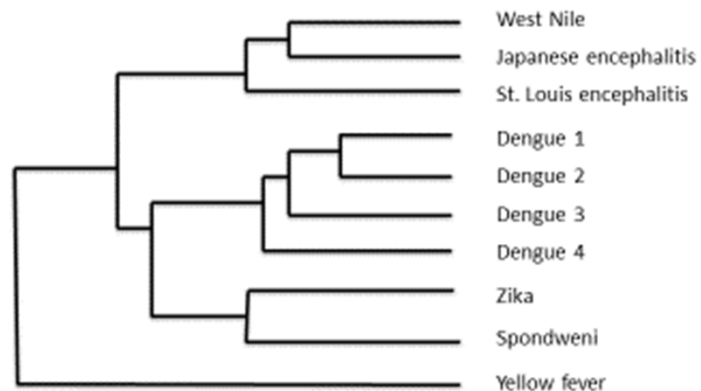 West Nile
Japanese encephalitis
St. Louis encephalitis
Dengue 1
Dengue 2
Dengue 3
Dengue 4
Zika
Spondweni
Yellow fever